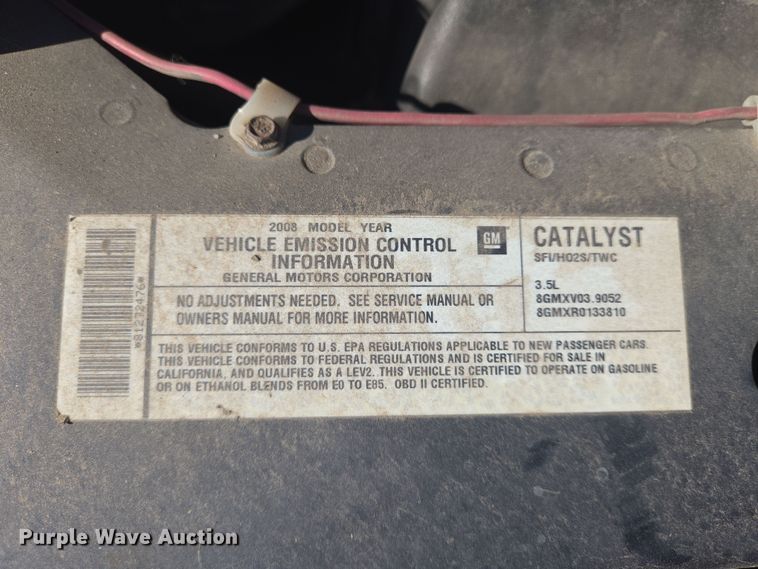 *81232476*
2008 MODEL YEAR
VEHICLE EMISSION CONTROL
INFORMATION
GENERAL MOTORS CORPORATION
GM
NO ADJUSTMENTS NEEDED. SEE SERVICE MANUAL OR
OWNERS MANUAL FOR MORE INFORMATION.
CATALYST
SFI/HO2S/TWC
3.5L
8GMXV03.9052
8GMXR0133810
THIS VEHICLE CONFORMS TO U.S. EPA REGULATIONS APPLICABLE TO NEW PASSENGER CARS.
THIS VEHICLE CONFORMS TO FEDERAL REGULATIONS AND IS CERTIFIED FOR SALE IN
CALIFORNIA, AND QUALIFIES AS A LEV2. THIS VEHICLE IS CERTIFIED TO OPERATE ON GASOLINE
OR ON ETHANOL BLENDS FROM E0 TO E85. OBD II CERTIFIED.
Purple Wave Auction